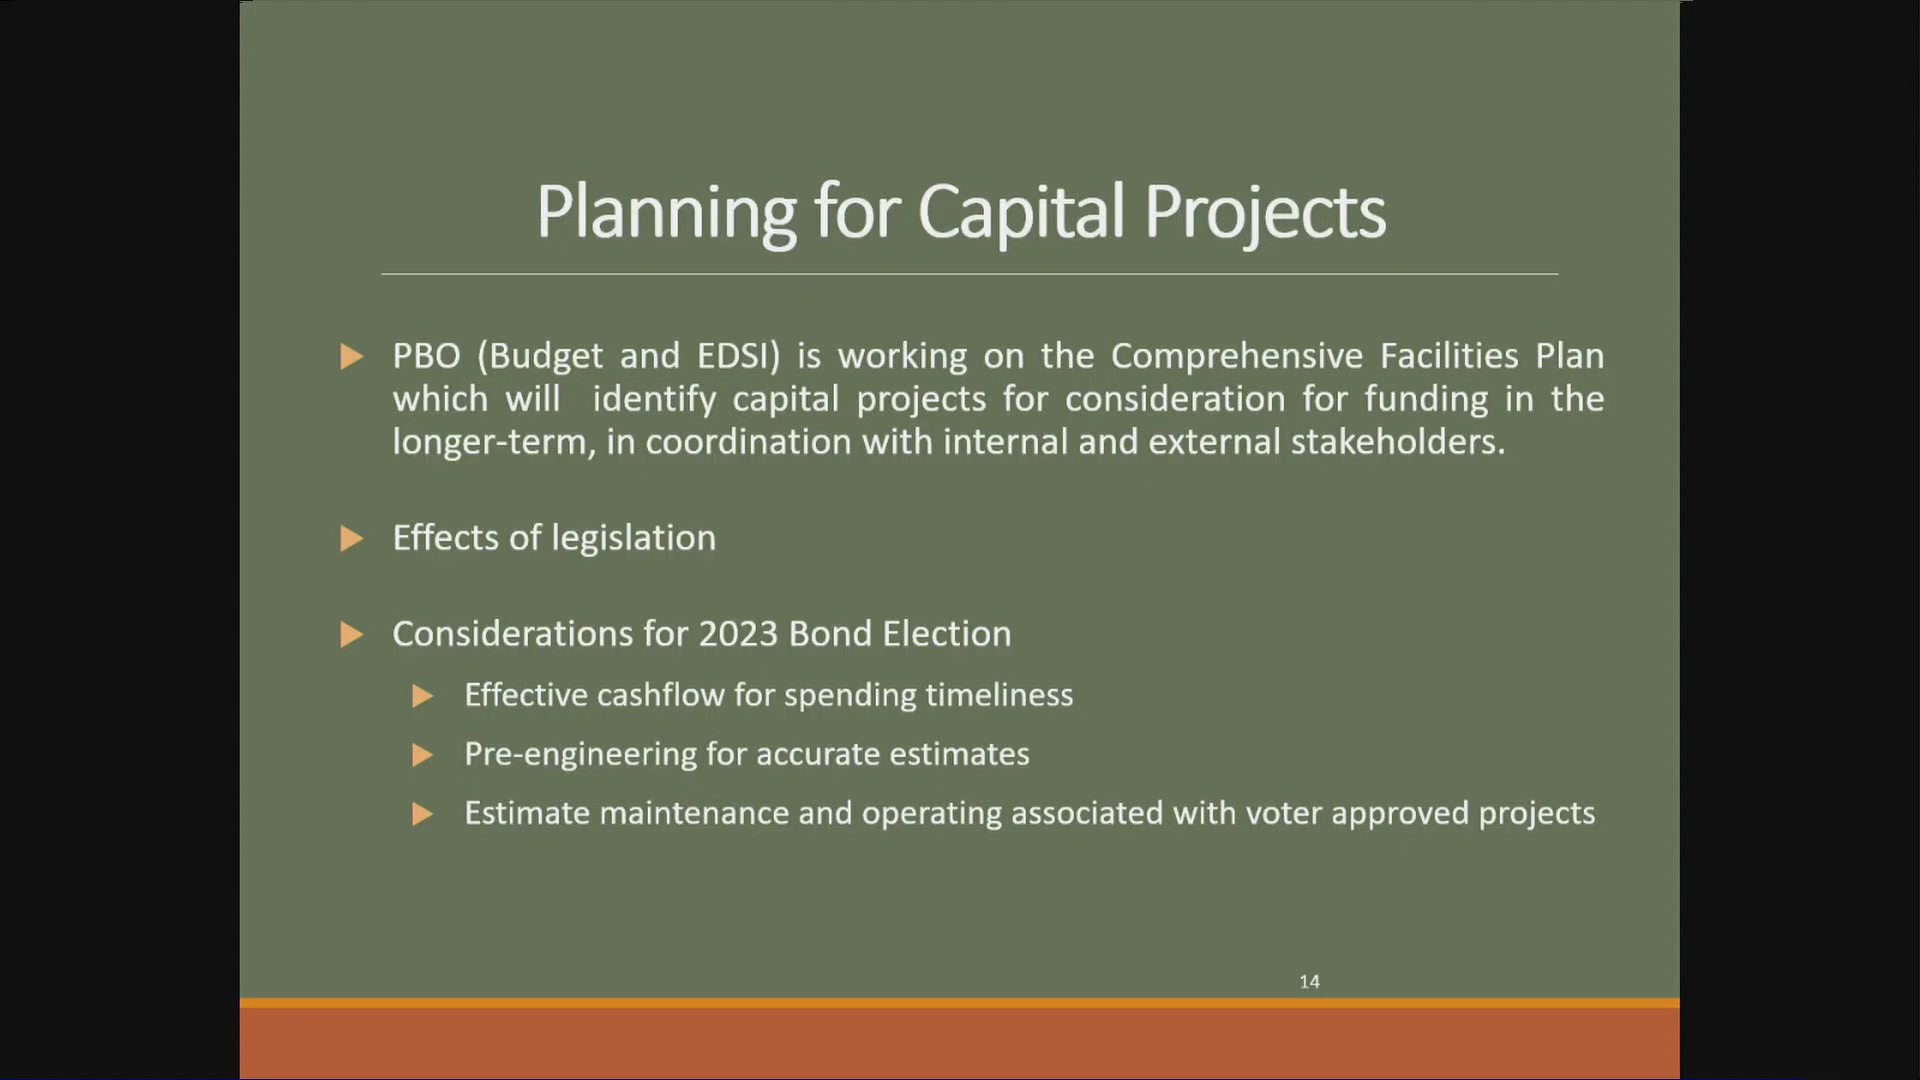 Planning for Capital Projects
PBO (Budget and EDSI) is working on the Comprehensive Facilities Plan
which will identify capital projects for consideration for funding in the
longer-term, in coordination with internal and external stakeholders.
Effects of legislation
Considerations for 2023 Bond Election
Effective cashflow for spending timeliness
Pre-engineering for accurate estimates
Estimate maintenance and operating associated with voter approved projects
14